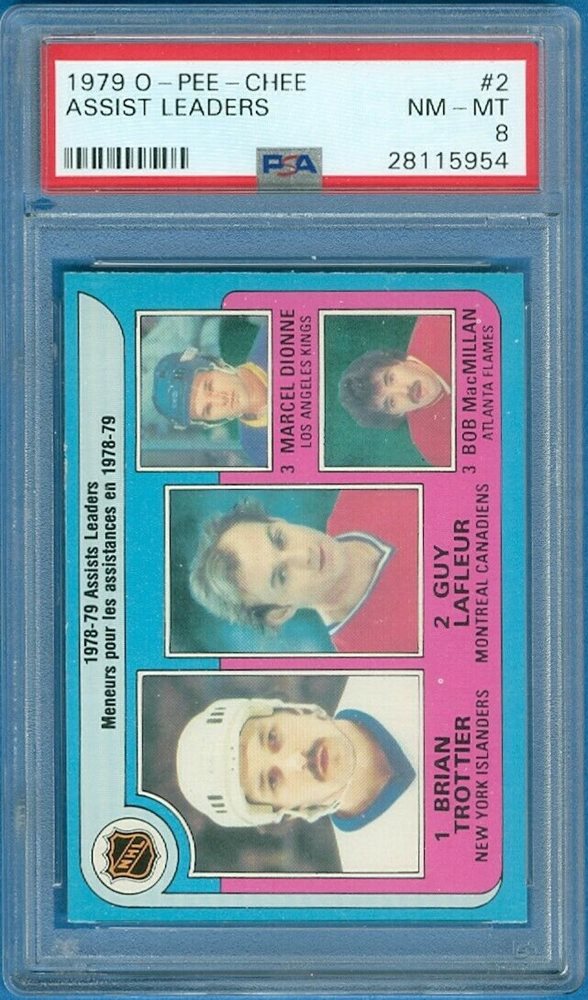 1979 O-PEE-CHEE #2
ASSIST LEADERS NM-MT
8
PSA 28115954
1978-79 Assists Leaders
Meneurs pour les assistances en 1978-79
NHL
1 BRIAN
TROTTIER
NEW YORK ISLANDERS
2 GUY
LAFLEUR
MONTREAL CANADIENS
3 MARCEL DIONNE
LOS ANGELES KINGS
3 BOB MacMILLAN
ATLANTA FLAMES